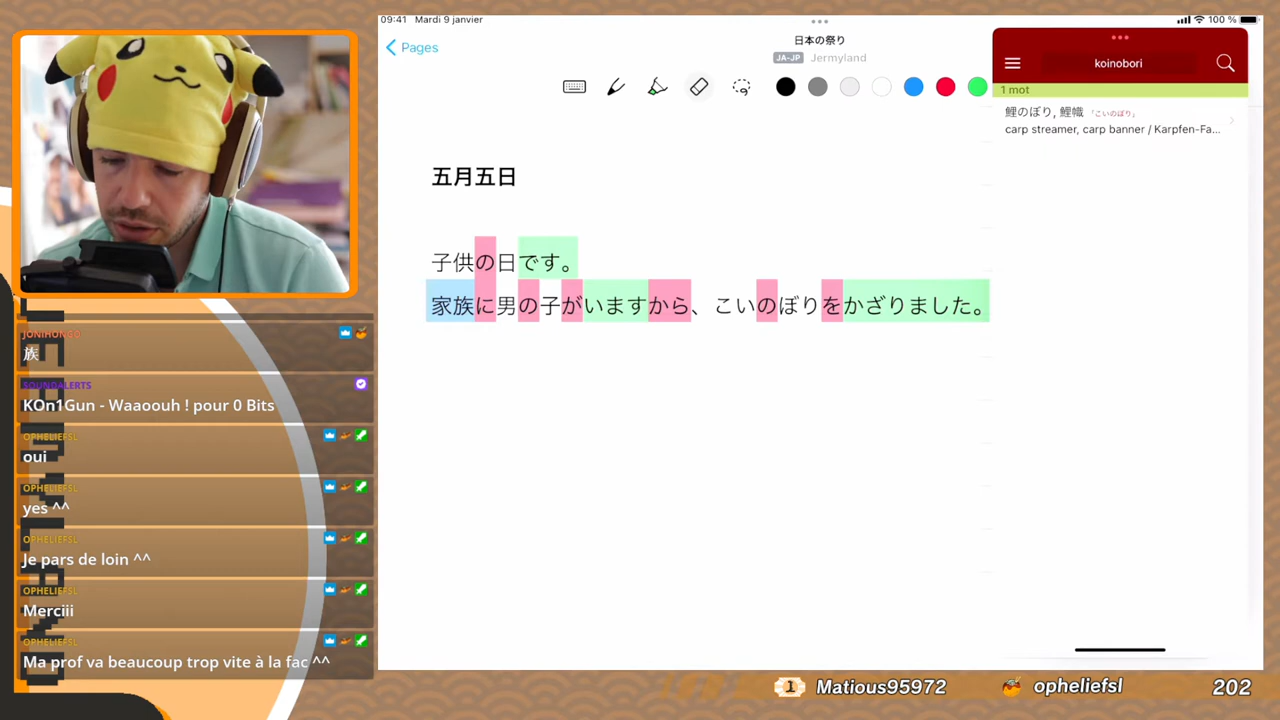 09:41 Mardi 9 janvier
100 %
Pages
日本の祭り
JA-JP Jermyland
koinobori
1 mot
鯉のぼり, 鯉幟 「こいのぼり」
carp streamer, carp banner / Karpfen-Fa...
五月五日
子供の日です。
家族に男の子がいますから、こいのぼりをかざりました。
JONIHONGO
族
SOUNDALERTS
KOn1Gun - Waaoouh ! pour 0 Bits
OPHELIEFSL
oui
OPHELIEFSL
yes ^^
OPHELIEFSL
Je pars de loin ^^
OPHELIEFSL
Merciii
OPHELIEFSL
Ma prof va beaucoup trop vite à la fac ^^
1 Matious95972
opheliefsl
202